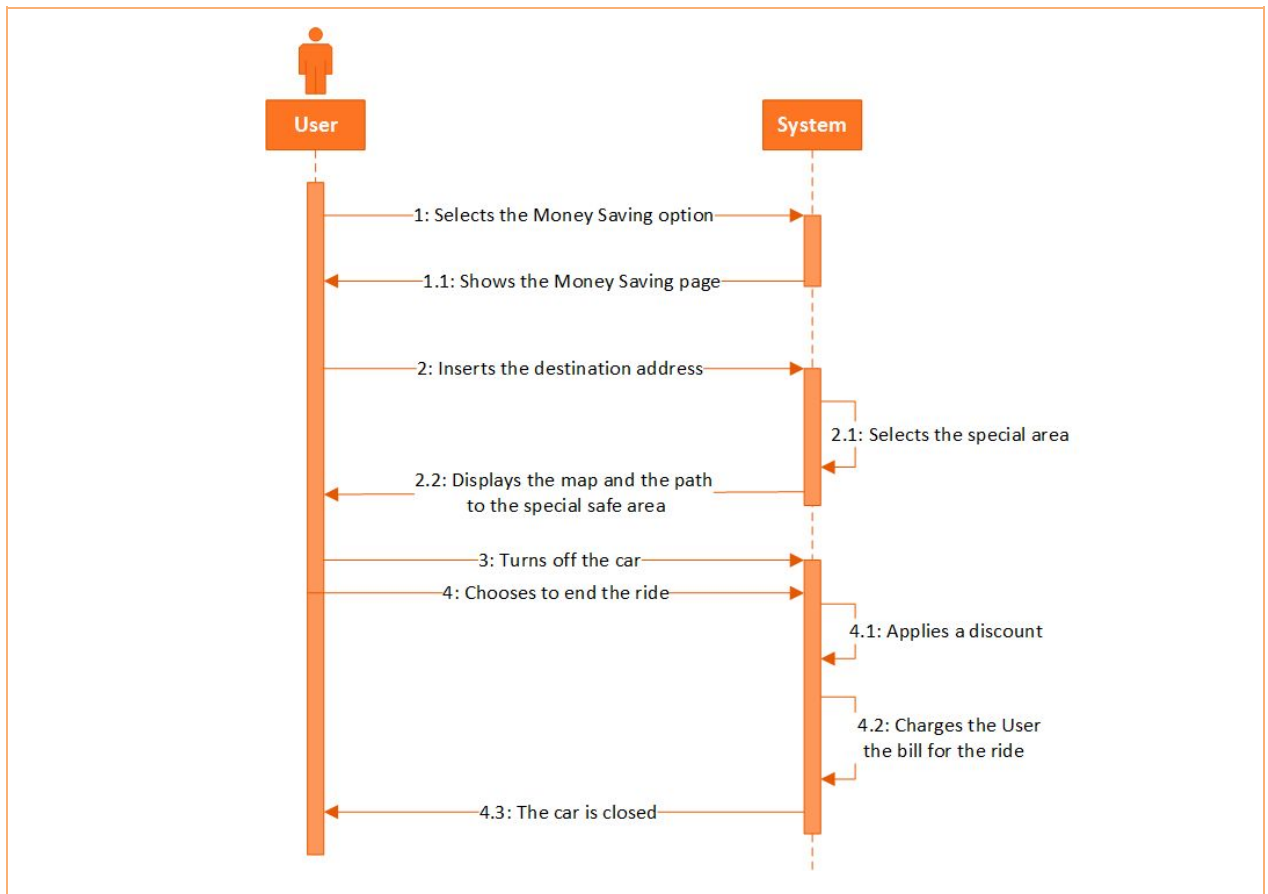 User
System
1: Selects the Money Saving option
1.1: Shows the Money Saving page
2: Inserts the destination address
2.1: Selects the special area
2.2: Displays the map and the path
to the special safe area
3: Turns off the car
4: Chooses to end the ride
4.1: Applies a discount
4.2: Charges the User
the bill for the ride
4.3: The car is closed